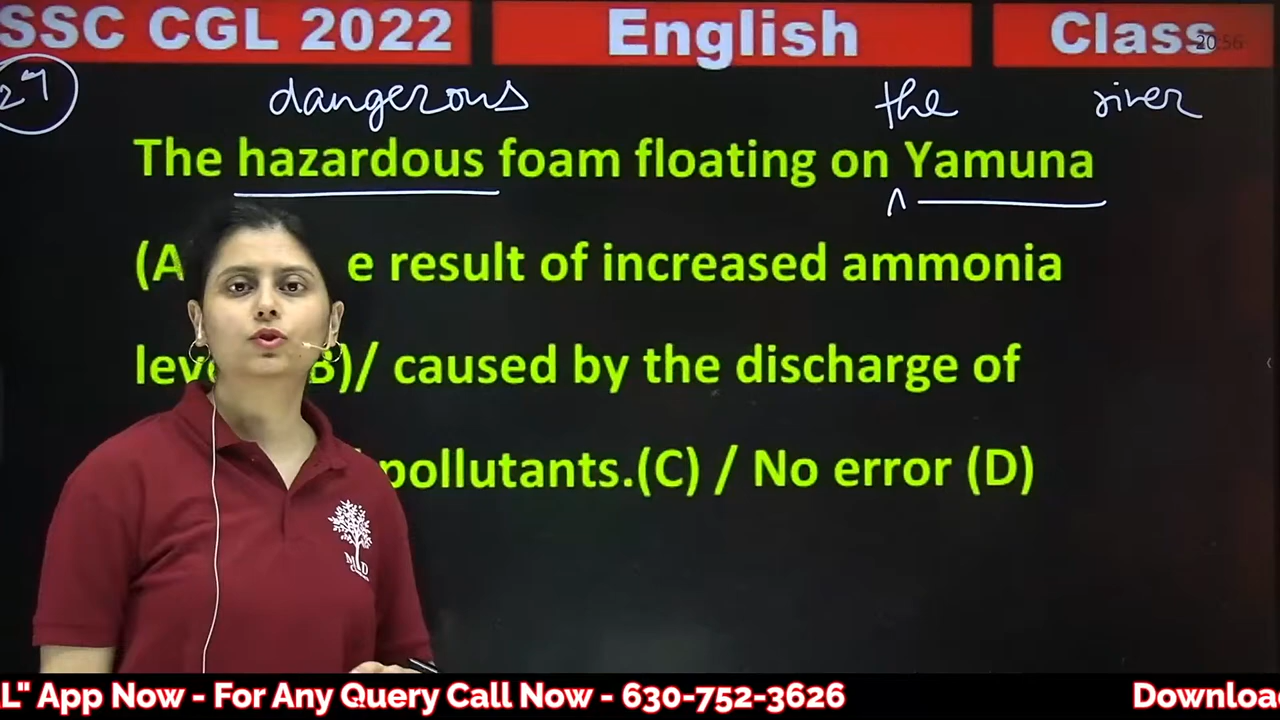 SSC CGL 2022 English Class
20:56
27 dangerous the river
The hazardous foam floating on Yamuna
(A e result of increased ammonia
leve B)/ caused by the discharge of
pollutants.(C) / No error (D)
L" App Now - For Any Query Call Now - 630-752-3626 Downloa